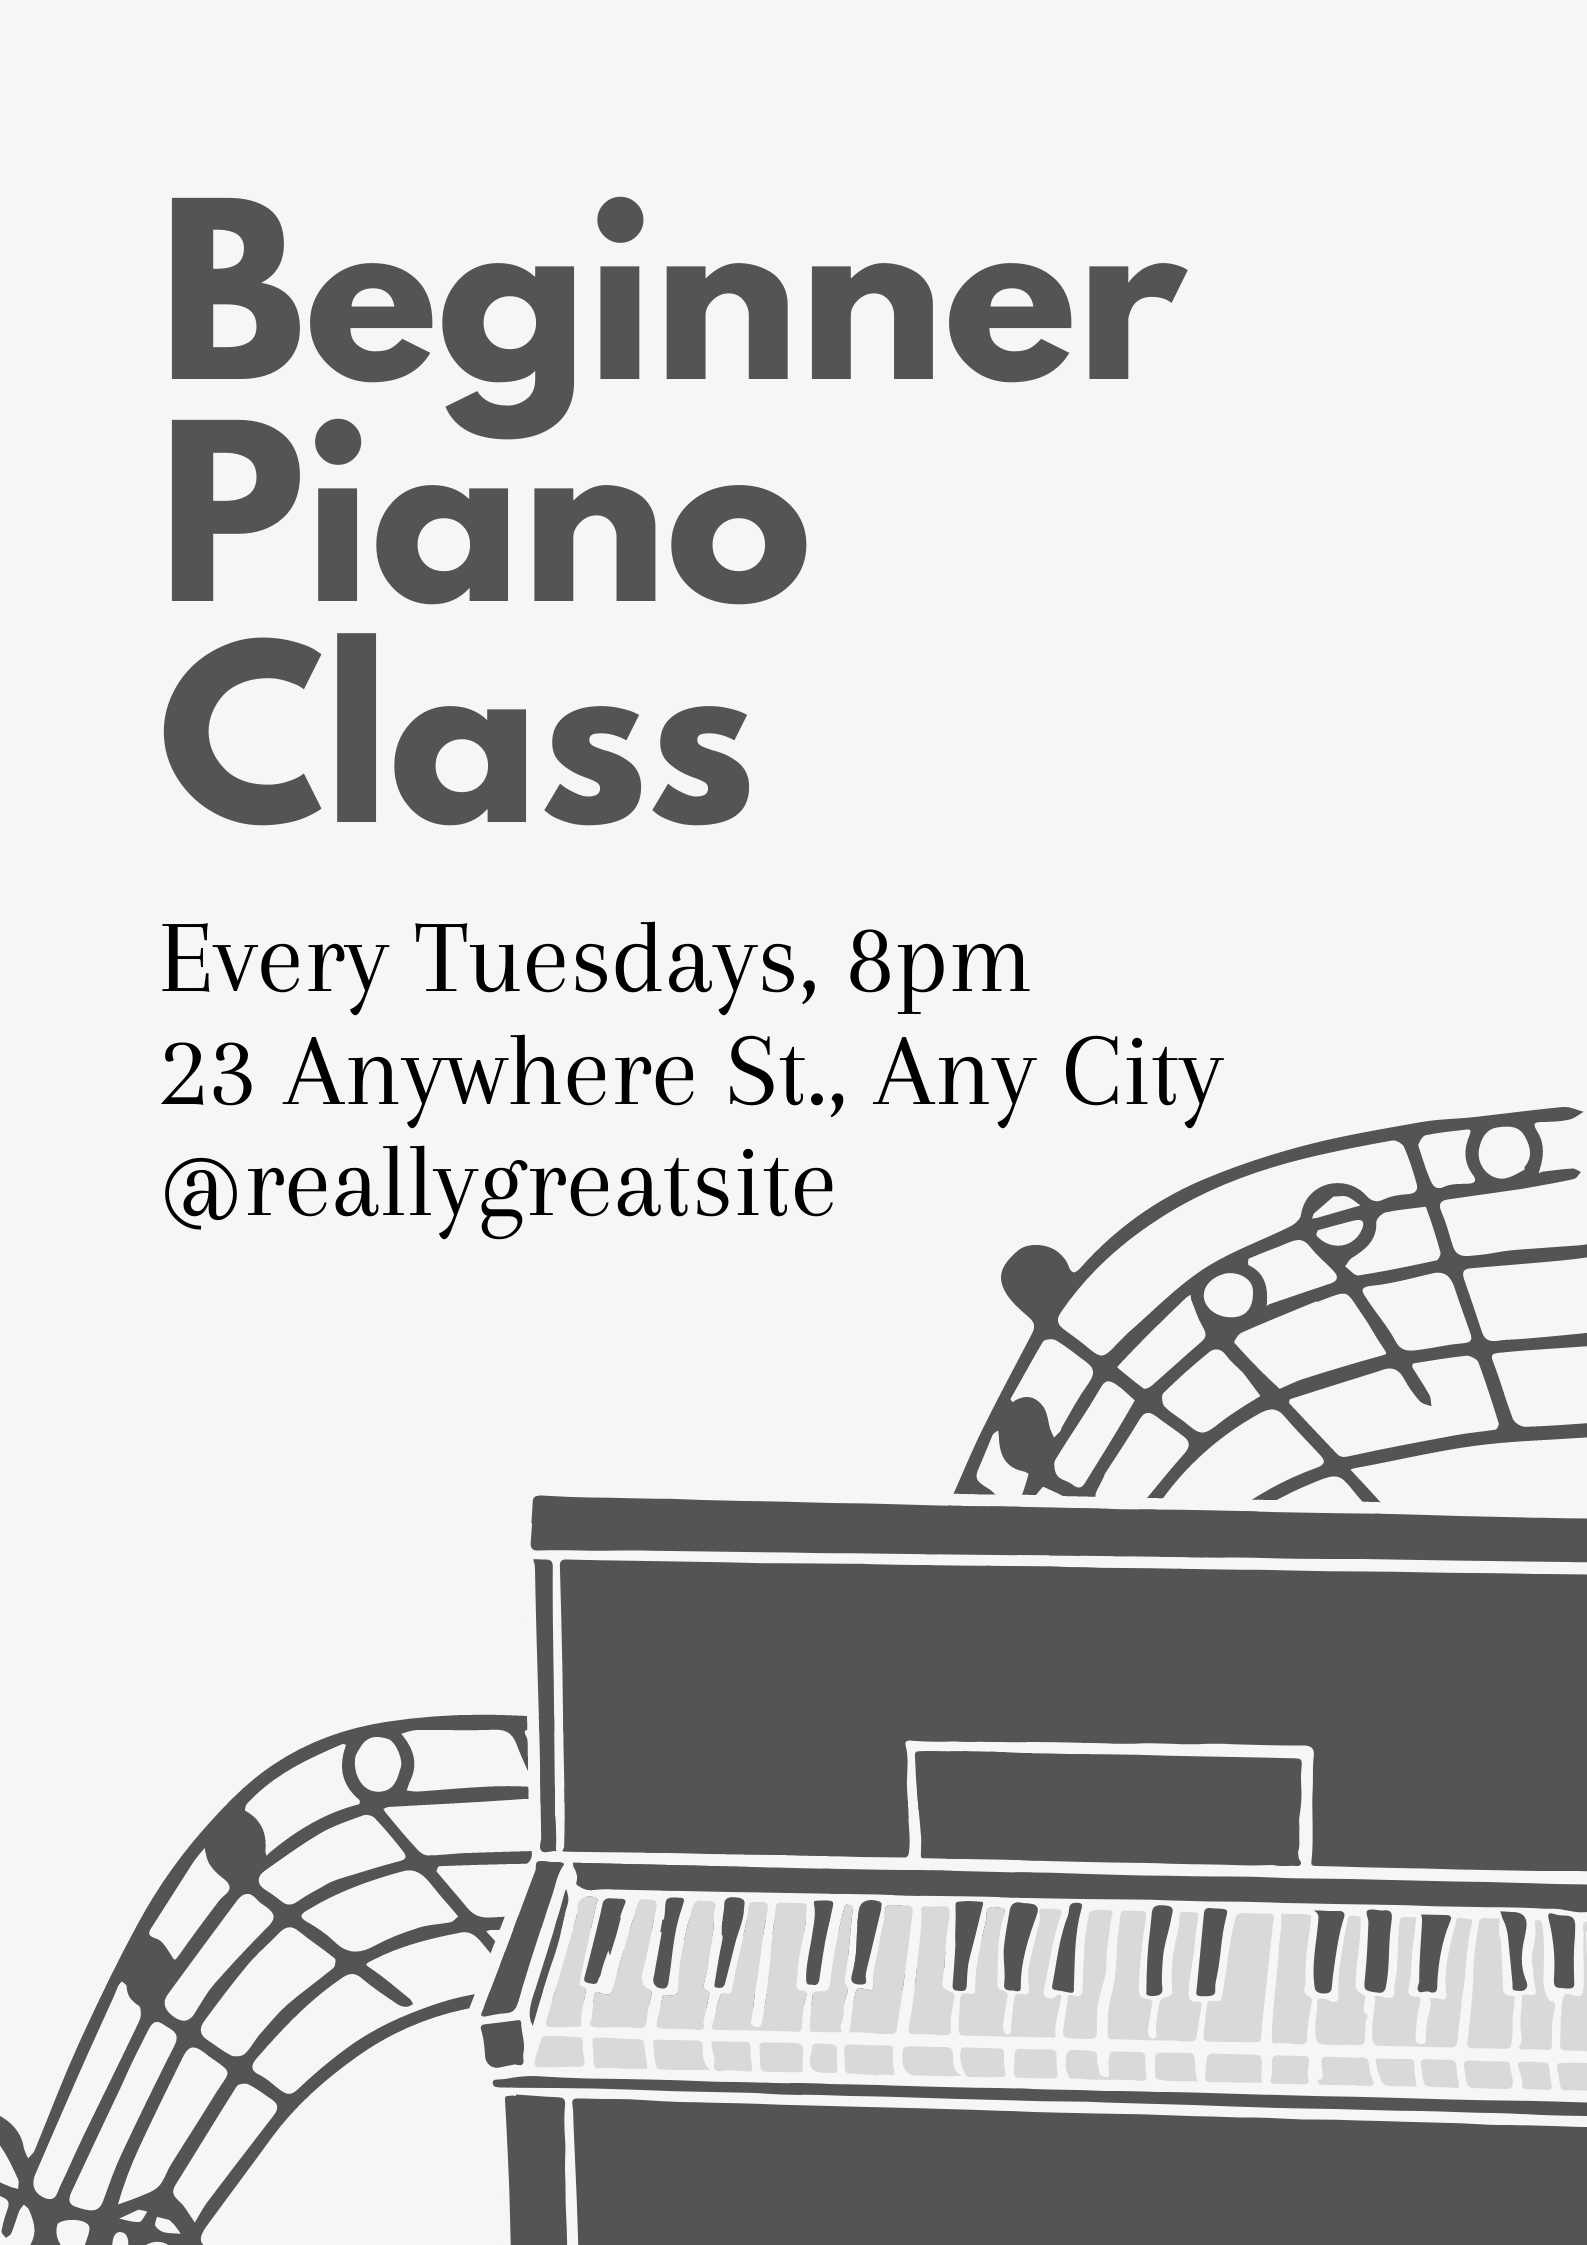 Beginner
Piano
Class
Every Tuesdays, 8pm
23 Anywhere St., Any City
@reallygreatsite